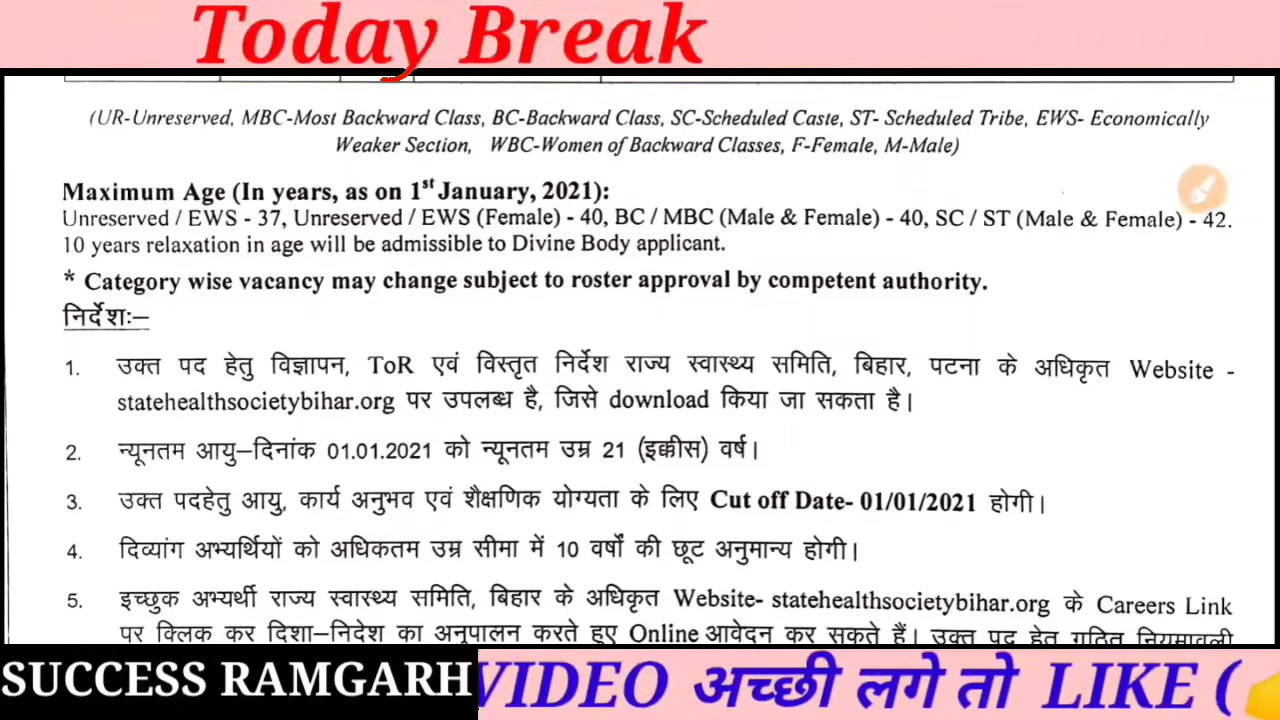 Today Break
(UR-Unreserved, MBC-Most Backward Class, BC-Backward Class, SC-Scheduled Caste, ST- Scheduled Tribe, EWS- Economically
Weaker Section, WBC-Women of Backward Classes, F-Female, M-Male)
Maximum Age (In years, as on 1st January, 2021):
Unreserved / EWS - 37, Unreserved / EWS (Female) - 40, BC / MBC (Male & Female) - 40, SC / ST (Male & Female) - 42.
10 years relaxation in age will be admissible to Divine Body applicant.
* Category wise vacancy may change subject to roster approval by competent authority.
निर्देशः–
1. उक्त पद हेतु विज्ञापन, ToR एवं विस्तृत निर्देश राज्य स्वास्थ्य समिति, बिहार, पटना के अधिकृत Website -
statehealthsocietybihar.org पर उपलब्ध है, जिसे download किया जा सकता है।
2. न्यूनतम आयु–दिनांक 01.01.2021 को न्यूनतम उम्र 21 (इक्कीस) वर्ष।
3. उक्त पदहेतु आयु, कार्य अनुभव एवं शैक्षणिक योग्यता के लिए Cut off Date- 01/01/2021 होगी।
4. दिव्यांग अभ्यर्थियों को अधिकतम उम्र सीमा में 10 वर्षों की छूट अनुमान्य होगी।
5. इच्छुक अभ्यर्थी राज्य स्वास्थ्य समिति, बिहार के अधिकृत Website- statehealthsocietybihar.org के Careers Link
पर क्लिक कर दिशा–निदेश का अनुपालन करते हुए Online आवेदन कर सकते हैं। उक्त पद हेतु गठित नियमावली
SUCCESS RAMGARH VIDEO अच्छी लगे तो LIKE (